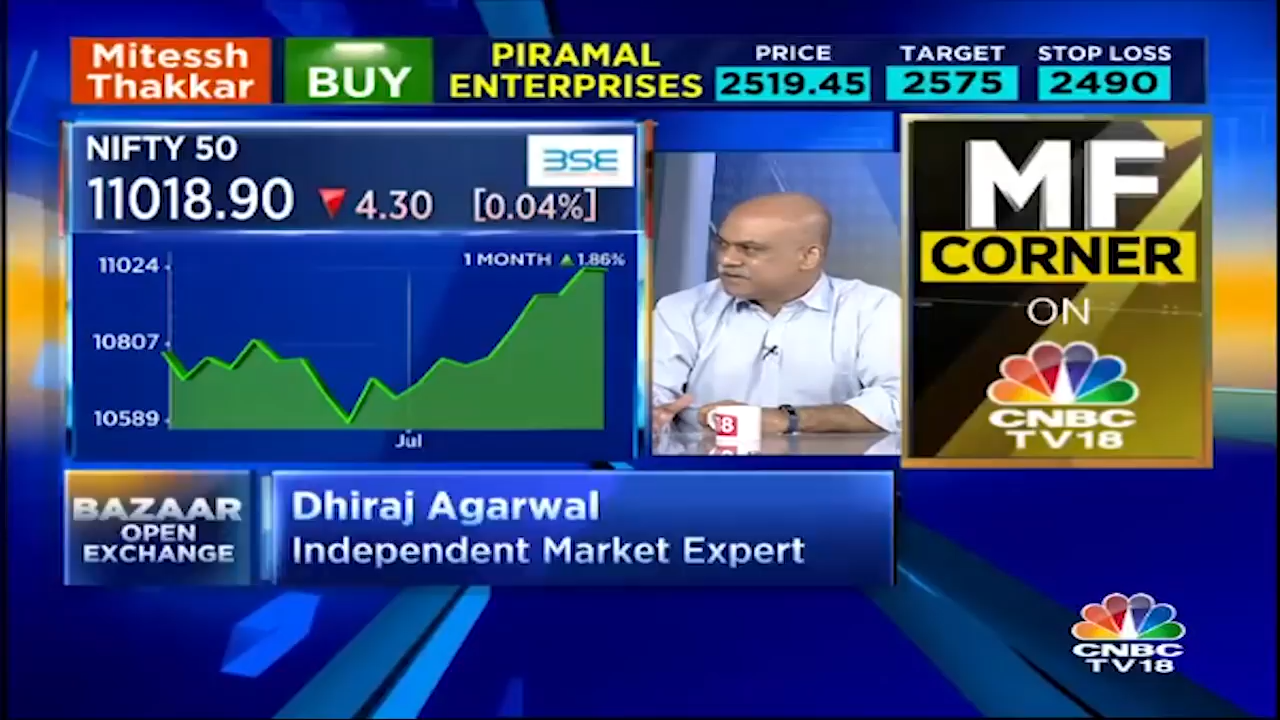 Mitessh
Thakkar
BUY
PIRAMAL
ENTERPRISES
PRICE
2519.45
TARGET
2575
STOP LOSS
2490
NIFTY 50
BSE
11018.90 ▼ 4.30 [0.04%]
1 MONTH ▲ 1.86%
11024
10807
10589
Jul
18
MF
CORNER
ON
CNBC
TV18
BAZAAR
OPEN
EXCHANGE
Dhiraj Agarwal
Independent Market Expert
CNBC
TV18